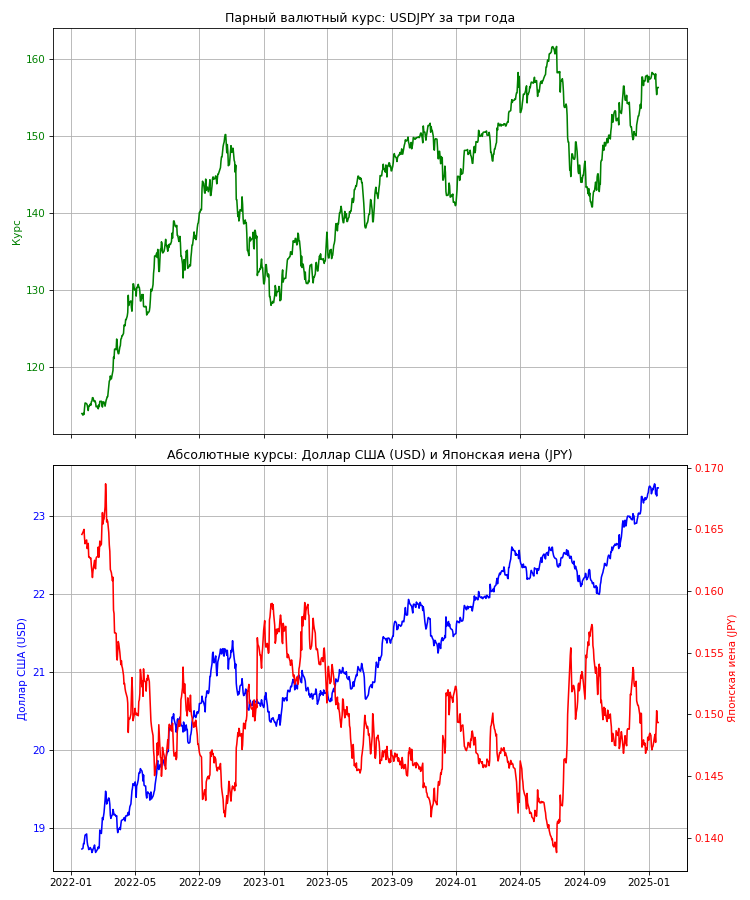 Парный валютный курс: USDJPY за три года
160
150
140
130
120
Курс
Абсолютные курсы: Доллар США (USD) и Японская иена (JPY)
23
22
21
20
19
Доллар США (USD)
0.170
0.165
0.160
0.155
0.150
0.145
0.140
Японская иена (JPY)
2022-01 2022-05 2022-09 2023-01 2023-05 2023-09 2024-01 2024-05 2024-09 2025-01